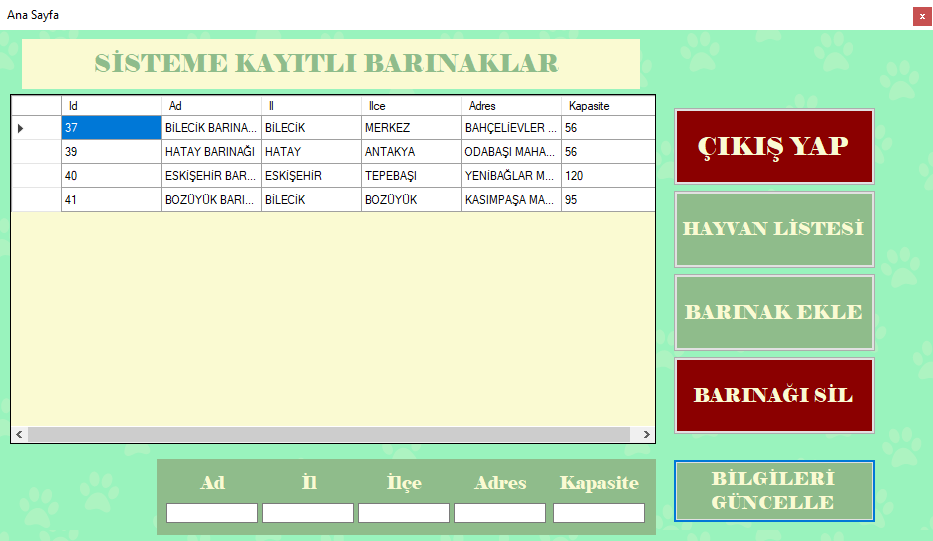 Ana Sayfa
x
SİSTEME KAYITLI BARINAKLAR
Id Ad Il Ilce Adres Kapasite
37 BİLECİK BARINA... BİLECİK MERKEZ BAHÇELİEVLER ... 56
39 HATAY BARINAĞI HATAY ANTAKYA ODABAŞI MAHA... 56
40 ESKİŞEHİR BAR... ESKİŞEHİR TEPEBAŞI YENİBAĞLAR M... 120
41 BOZÜYÜK BARI... BİLECİK BOZÜYÜK KASIMPAŞA MA... 95
ÇIKIŞ YAP
HAYVAN LİSTESİ
BARINAK EKLE
BARINAĞI SİL
Ad İl İlçe Adres Kapasite
BİLGİLERİ
GÜNCELLE